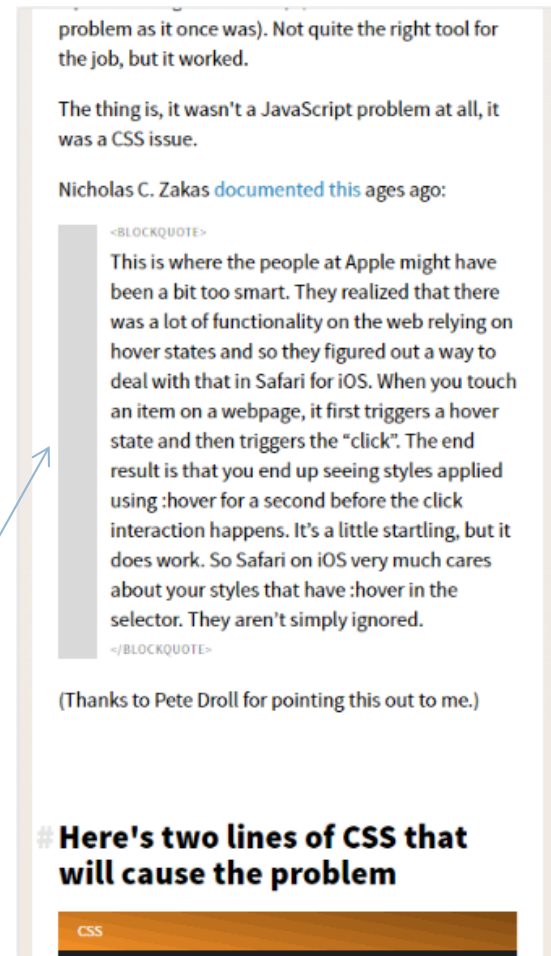 problem as it once was). Not quite the right tool for
the job, but it worked.
The thing is, it wasn't a JavaScript problem at all, it
was a CSS issue.
Nicholas C. Zakas documented this ages ago:
<BLOCKQUOTE>
This is where the people at Apple might have
been a bit too smart. They realized that there
was a lot of functionality on the web relying on
hover states and so they figured out a way to
deal with that in Safari for iOS. When you touch
an item on a webpage, it first triggers a hover
state and then triggers the “click”. The end
result is that you end up seeing styles applied
using :hover for a second before the click
interaction happens. It’s a little startling, but it
does work. So Safari on iOS very much cares
about your styles that have :hover in the
selector. They aren’t simply ignored.
</BLOCKQUOTE>
(Thanks to Pete Droll for pointing this out to me.)
# Here's two lines of CSS that
will cause the problem
CSS